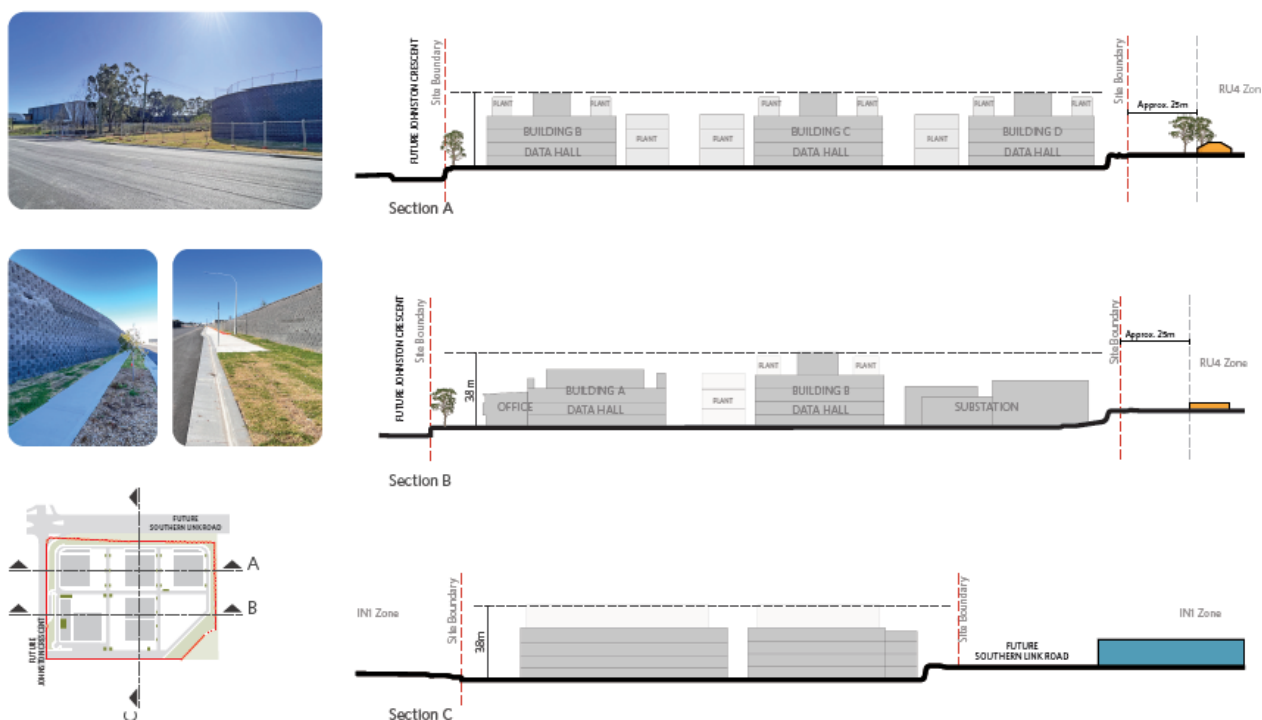 FUTURE JOHNSTON CRESCENT
Site Boundary
PLANT
PLANT
BUILDING B
DATA HALL
PLANT
PLANT
PLANT
PLANT
BUILDING C
DATA HALL
PLANT
PLANT
PLANT
BUILDING D
DATA HALL
Site Boundary
Approx. 25m
RU4 Zon
Section A
FUTURE JOHNSTON CRESCENT
Site Boundary
38 m
OFFICE
BUILDING A
DATA HALL
PLANT
PLANT
PLANT
BUILDING B
DATA HALL
SUBSTATION
Site Boundary
Approx. 25m
RU4 Zone
Section B
FUTURE
SOUTHERN LINK ROAD
A
B
FUTURE
JOHNSTON CRESCENT
C
IN1 Zone
Site Boundary
38m
Site Boundary
FUTURE
SOUTHERN LINK ROAD
IN1 Zone
Section C